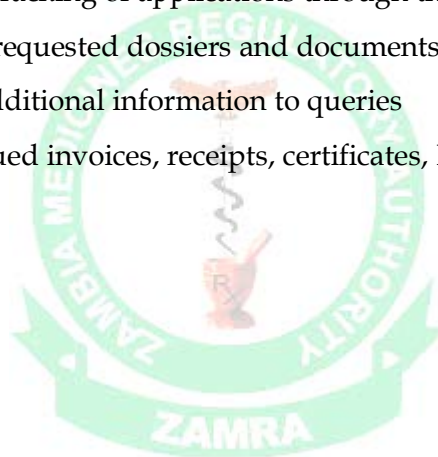 tracking of applications through th
requested dossiers and documents
dditional information to queries
ued invoices, receipts, certificates,
ZAMBIA MEDICINES REGULATORY AUTHORITY
Rx
ZAMRA